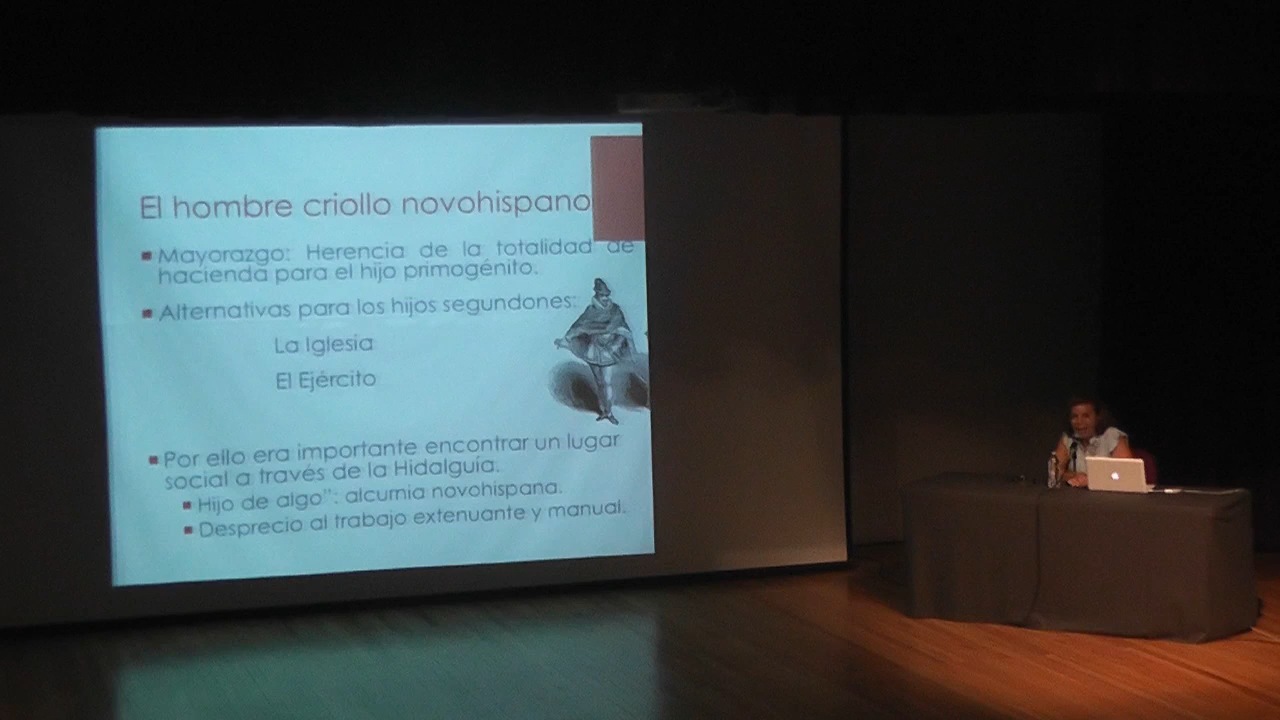 El hombre criollo novohispano
Mayorazgo: Herencia de la totalidad de
hacienda para el hijo primogénito.
Alternativas para los hijos segundones:
La Iglesia
El Ejército
Por ello era importante encontrar un lugar
social a través de la Hidalguía.
Hijo de algo”: alcurnia novohispana.
Desprecio al trabajo extenuante y manual.